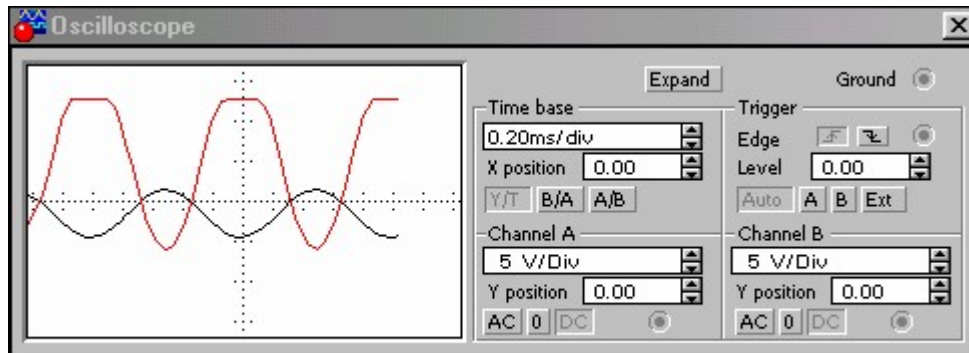 Oscilloscope
Expand Ground
Time base
0.20ms/div
X position 0.00
Y/T B/A A/B
Trigger
Edge
Level 0.00
Auto A B Ext
Channel A
5 V/Div
Y position 0.00
AC 0 DC
Channel B
5 V/Div
Y position 0.00
AC 0 DC